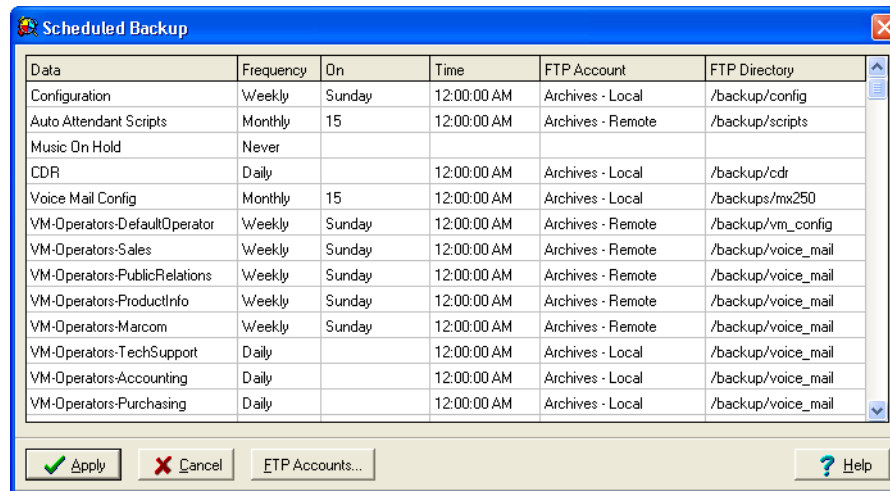 Scheduled Backup
Data Frequency On Time FTP Account FTP Directory
Configuration Weekly Sunday 12:00:00 AM Archives - Local /backup/config
Auto Attendant Scripts Monthly 15 12:00:00 AM Archives - Remote /backup/scripts
Music On Hold Never
CDR Daily 12:00:00 AM Archives - Local /backup/cdr
Voice Mail Config Monthly 15 12:00:00 AM Archives - Local /backups/mx250
VM-Operators-DefaultOperator Weekly Sunday 12:00:00 AM Archives - Remote /backup/vm_config
VM-Operators-Sales Weekly Sunday 12:00:00 AM Archives - Remote /backup/voice_mail
VM-Operators-PublicRelations Weekly Sunday 12:00:00 AM Archives - Remote /backup/voice_mail
VM-Operators-ProductInfo Weekly Sunday 12:00:00 AM Archives - Remote /backup/voice_mail
VM-Operators-Marcom Weekly Sunday 12:00:00 AM Archives - Remote /backup/voice_mail
VM-Operators-TechSupport Daily 12:00:00 AM Archives - Local /backup/voice_mail
VM-Operators-Accounting Daily 12:00:00 AM Archives - Local /backup/voice_mail
VM-Operators-Purchasing Daily 12:00:00 AM Archives - Local /backup/voice_mail
Apply Cancel FTP Accounts... ? Help